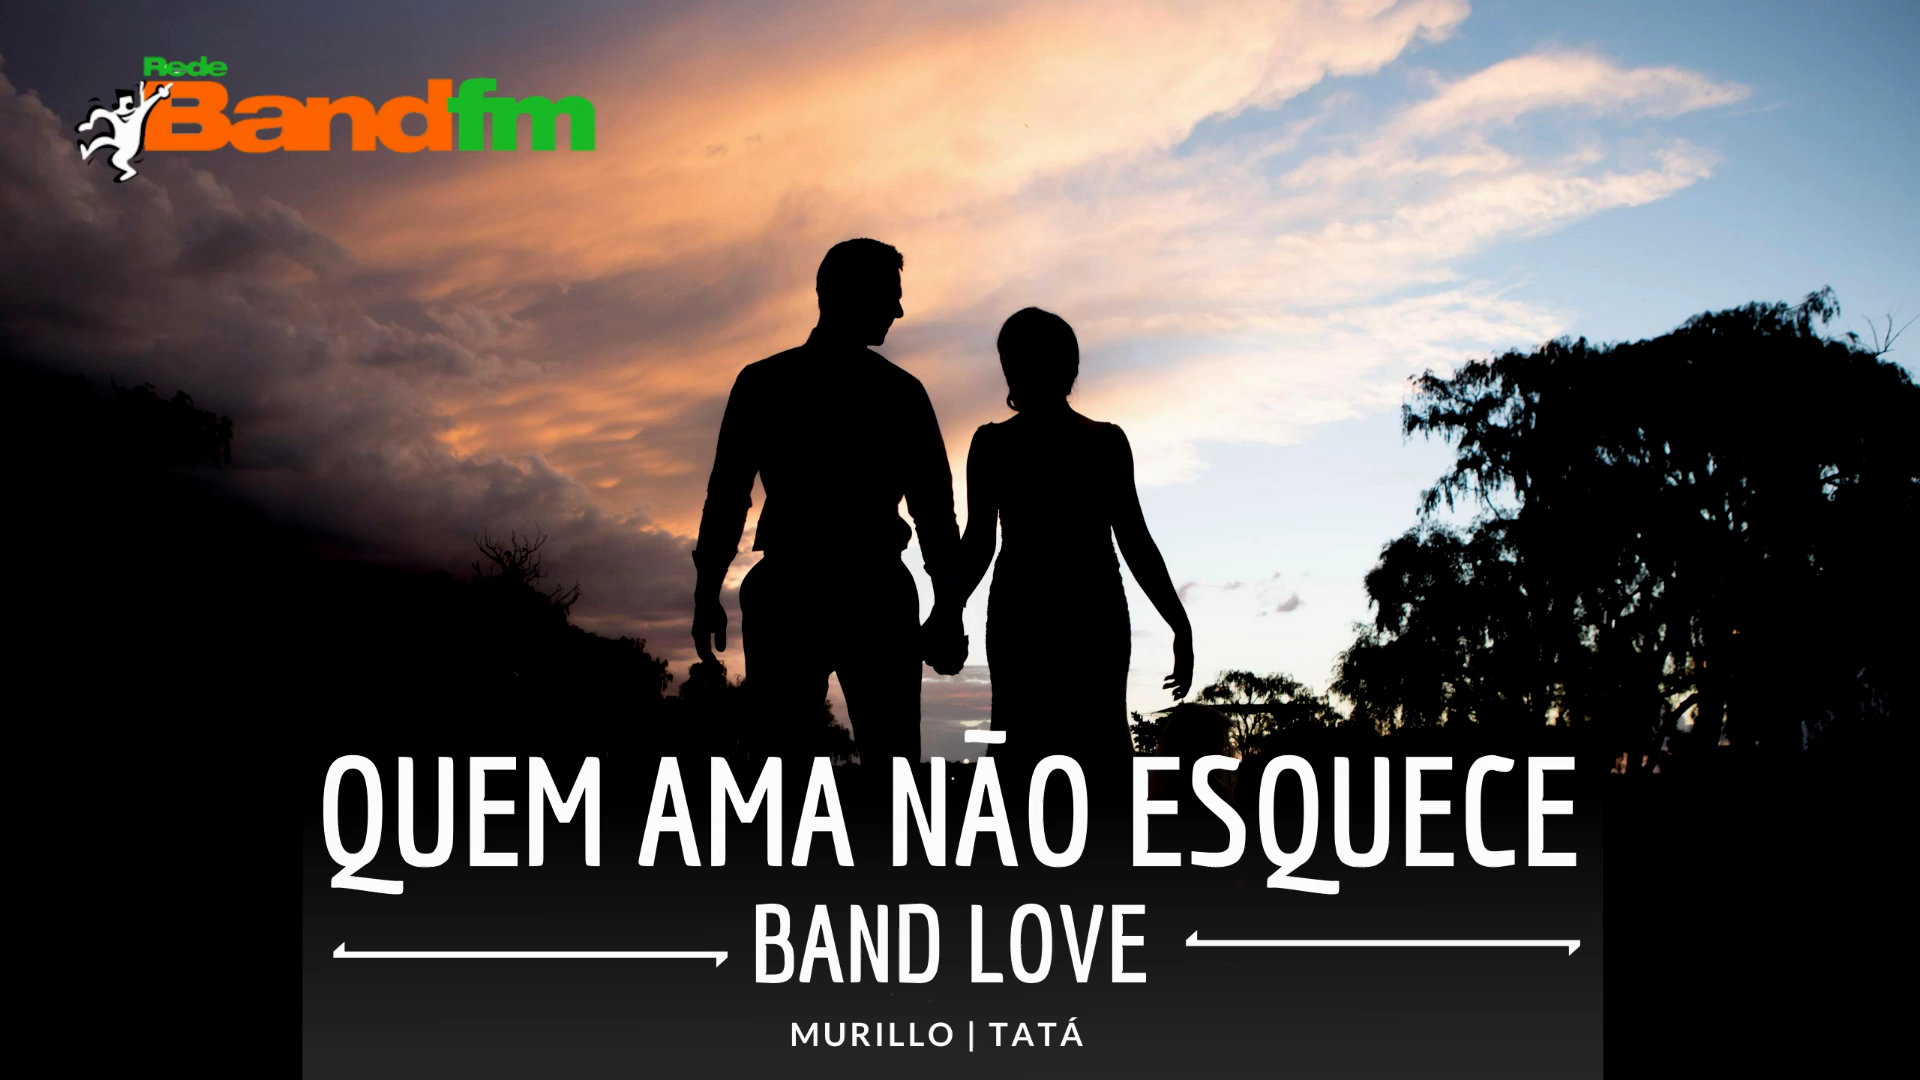 Rede
Bandfm
QUEM AMA NÃO ESQUECE
BAND LOVE
MURILLO | TATÁ